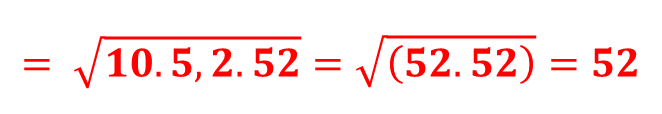 = √10.5,2.52 = √(52.52) = 52